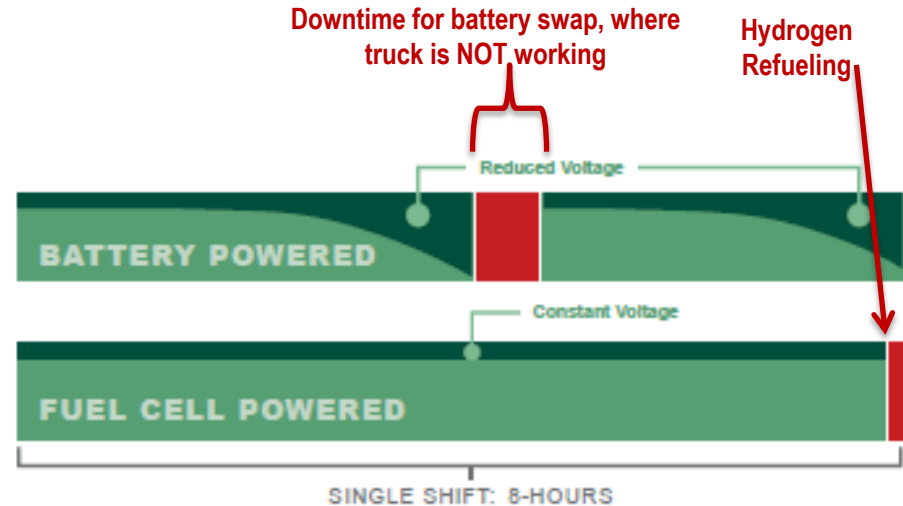 Downtime for battery swap, where
truck is NOT working
Hydrogen
Refueling
Reduced Voltage
BATTERY POWERED
Constant Voltage
FUEL CELL POWERED
SINGLE SHIFT: 8-HOURS